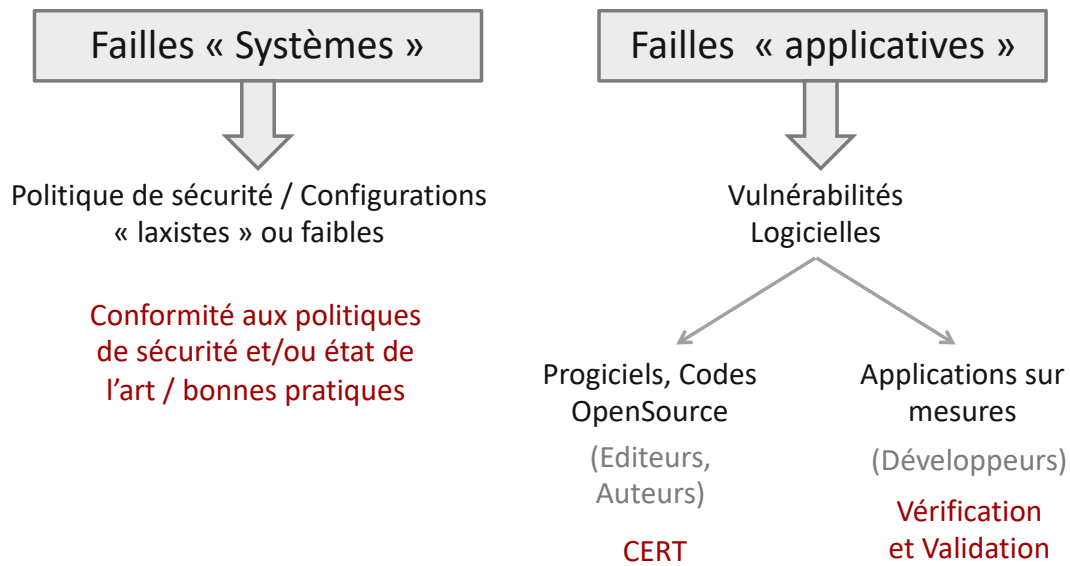 Failles « Systèmes »
Failles « applicatives »
Politique de sécurité / Configurations
« laxistes » ou faibles
Conformité aux politiques
de sécurité et/ou état de
l’art / bonnes pratiques
Vulnérabilités
Logicielles
Progiciels, Codes
OpenSource
(Editeurs,
Auteurs)
CERT
Applications sur
mesures
(Développeurs)
Vérification
et Validation